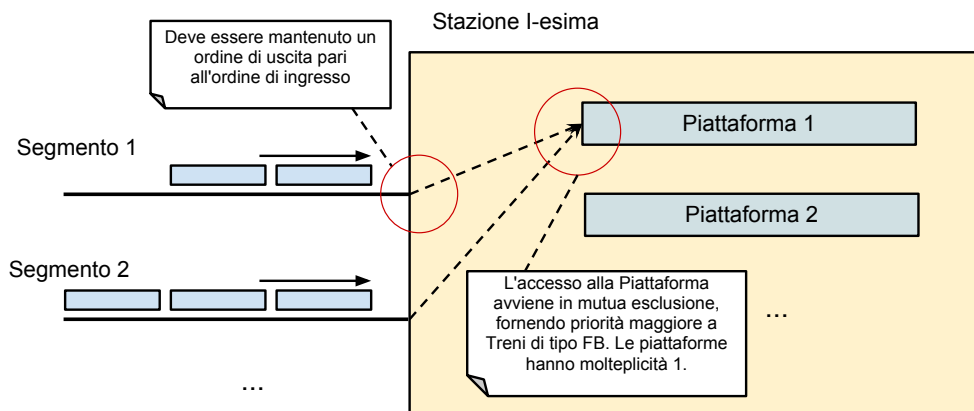 Stazione I-esima
Deve essere mantenuto un
ordine di uscita pari
all'ordine di ingresso
Piattaforma 1
Segmento 1
Piattaforma 2
Segmento 2
L'accesso alla Piattaforma
avviene in mutua esclusione,
fornendo priorità maggiore a
Treni di tipo FB. Le piattaforme
hanno molteplicità 1.
...
...